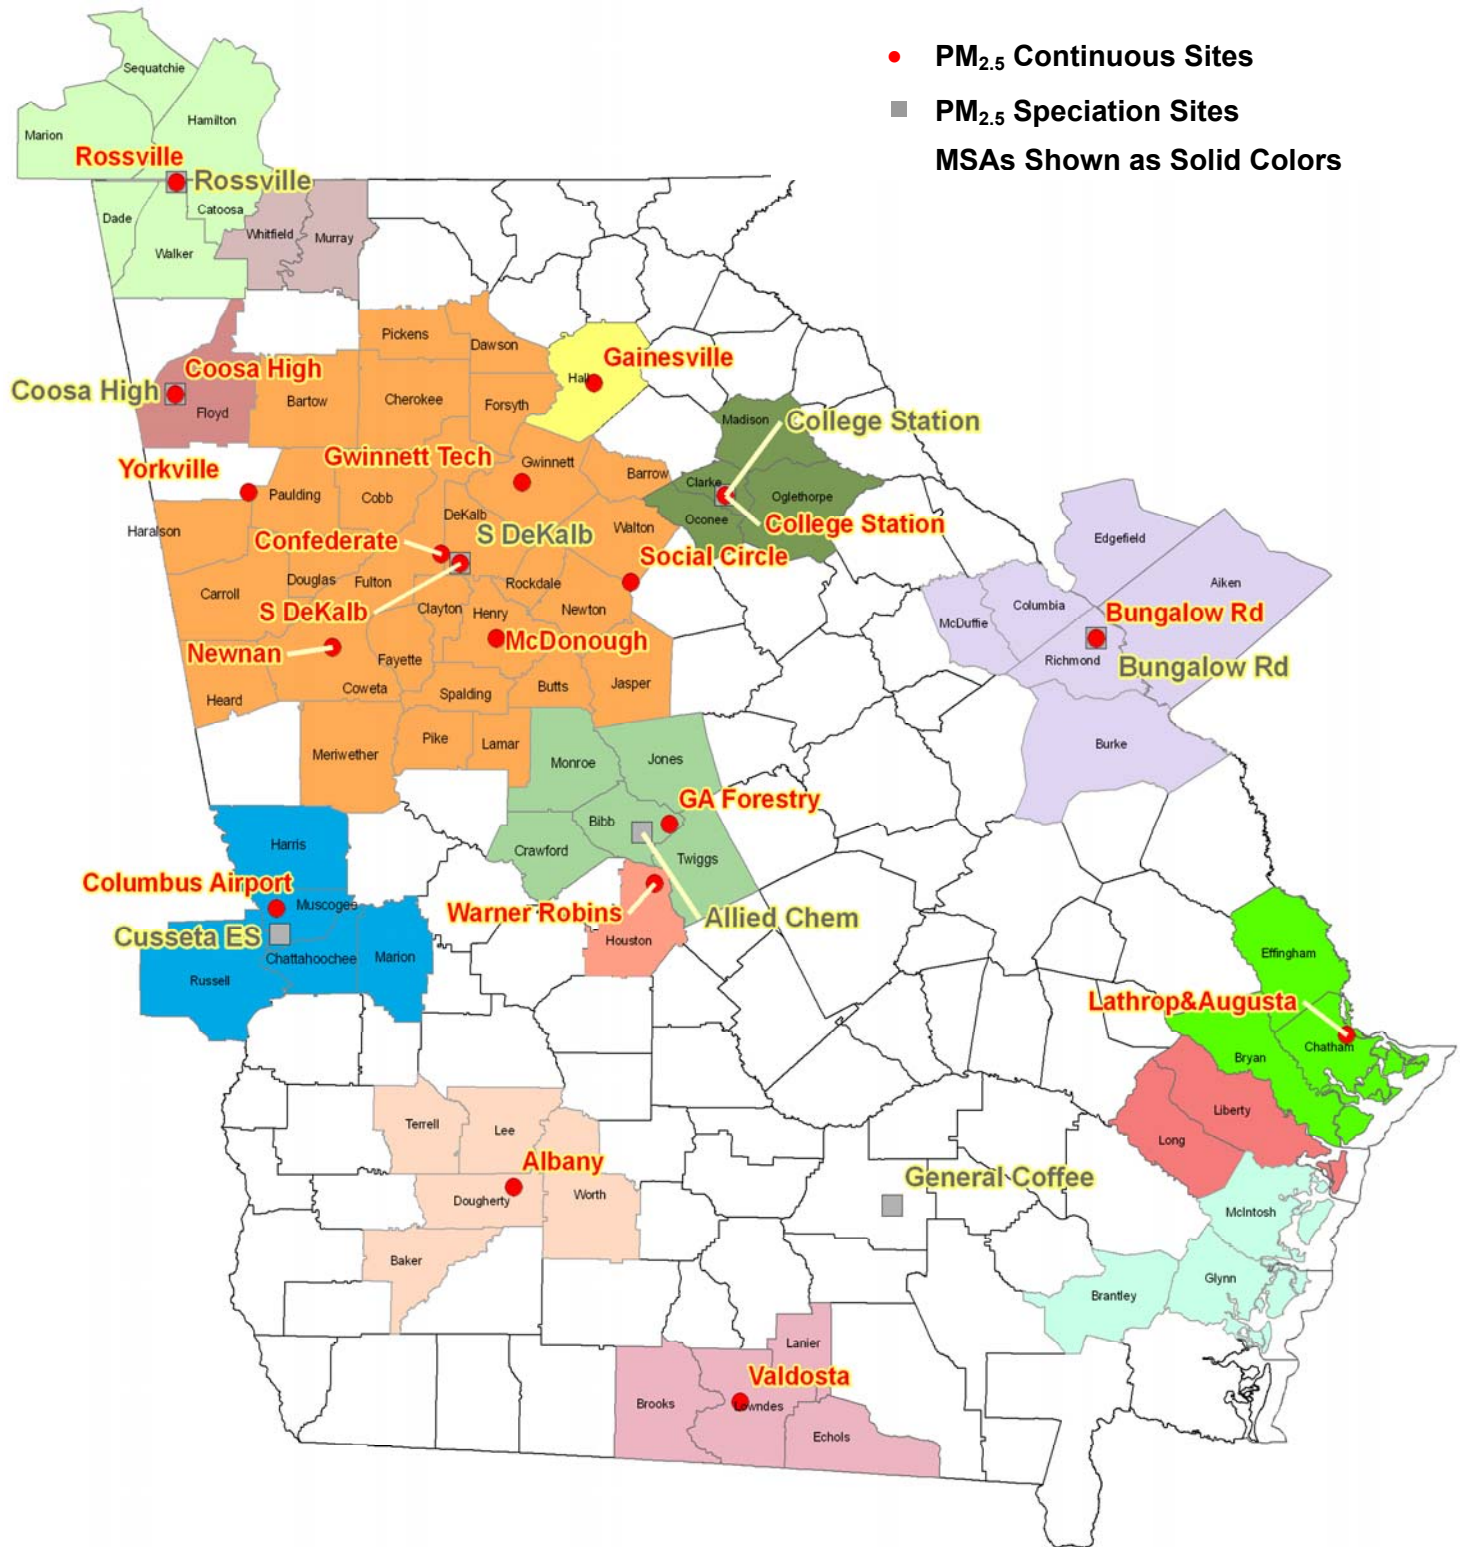 PM2.5 Continuous Sites
PM2.5 Speciation Sites
MSAs Shown as Solid Colors
Sequatchie
Hamilton
Marion
Rossville
Rossville
Catoosa
Dade
Whitfield
Murray
Walker
Pickens
Dawson
Gainesville
Hall
Coosa High
Coosa High
Floyd
Bartow
Cherokee
Forsyth
Madison
College Station
Gwinnett Tech
Gwinnett
Yorkville
Barrow
Clarke
Paulding
Cobb
Oglethorpe
DeKalb
Oconee
College Station
Haralson
S DeKalb
Walton
Confederate
Edgefield
Social Circle
Douglas
Fulton
Rockdale
Aiken
Carroll
S DeKalb
Clayton
Henry
Newton
Columbia
McDuffie
Bungalow Rd
McDonough
Newnan
Fayette
Richmond
Bungalow Rd
Heard
Coweta
Spalding
Butts
Jasper
Meriwether
Pike
Lamar
Burke
Monroe
Jones
GA Forestry
Bibb
Harris
Crawford
Twiggs
Columbus Airport
Muscogee
Warner Robins
Allied Chem
Cusseta ES
Houston
Chattahoochee
Marion
Effingham
Russell
Lathrop&Augusta
Chatham
Bryan
Terrell
Lee
Liberty
Long
Albany
General Coffee
Dougherty
Worth
McIntosh
Baker
Glynn
Brantley
Lanier
Valdosta
Brooks
Lowndes
Echols